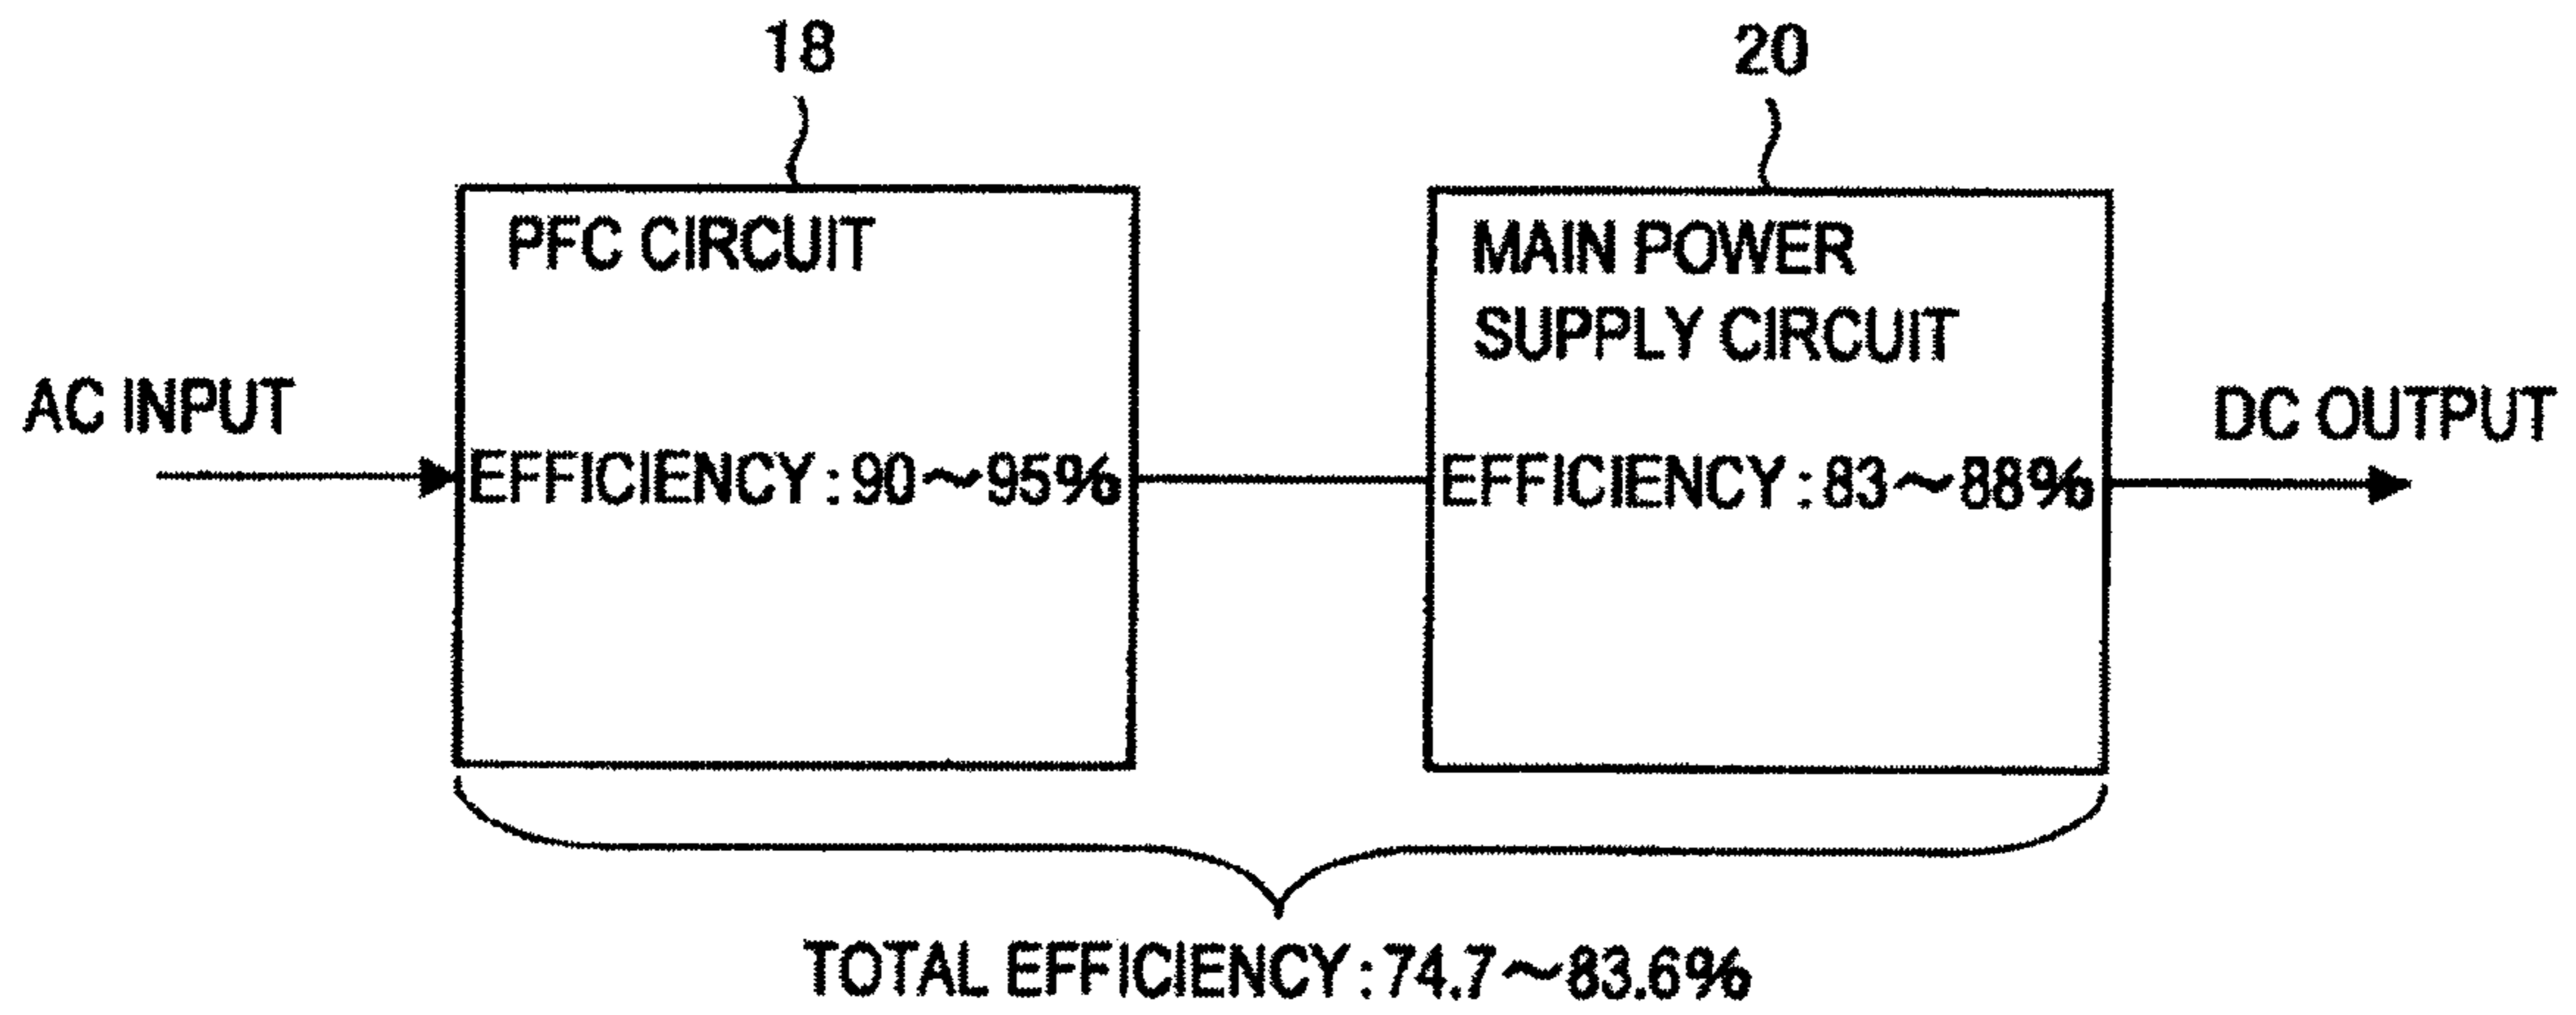 18
20
PFC CIRCUIT
MAIN POWER
SUPPLY CIRCUIT
AC INPUT
DC OUTPUT
EFFICIENCY : 90～95%
EFFICIENCY : 83～88%
TOTAL EFFICIENCY : 74.7～83.6%